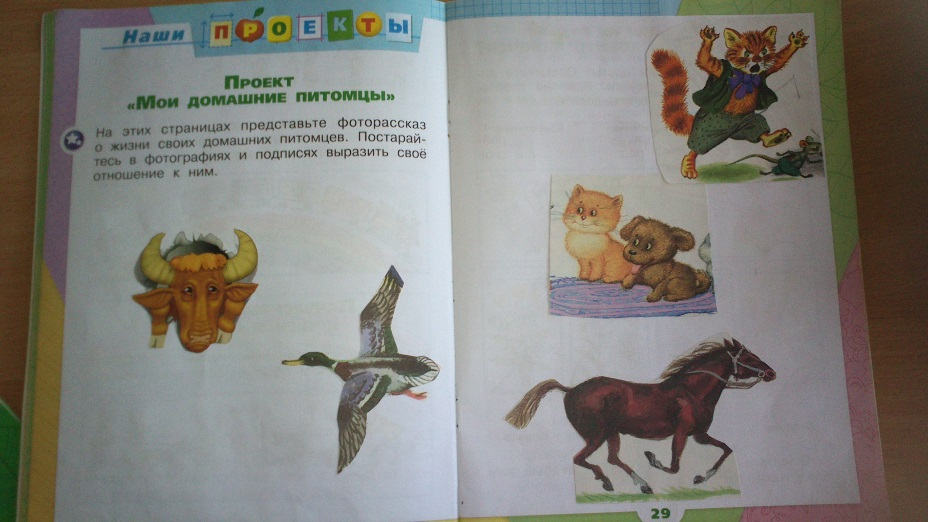 Наши ПРОЕКТЫ
Проект
«Мои домашние питомцы»
На этих страницах представьте фоторассказ
о жизни своих домашних питомцев. Постарай-
тесь в фотографиях и подписях выразить своё
отношение к ним.
29